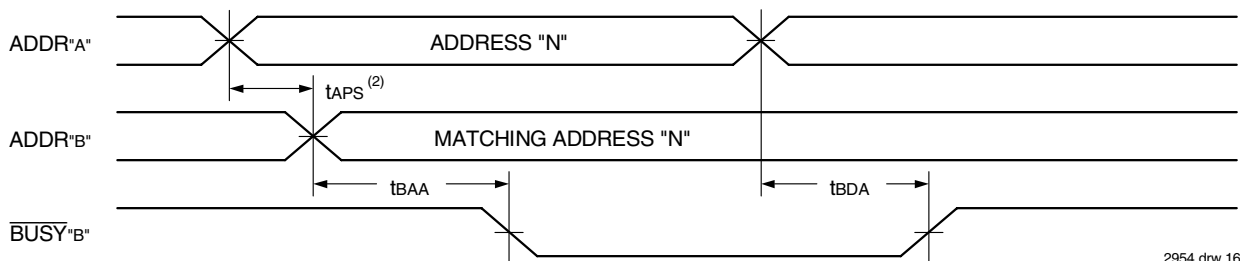 ADDR"A" ADDRESS "N"
tAPS (2)
ADDR"B" MATCHING ADDRESS "N"
tBAA tBDA
BUSY"B"
2954 drw 16